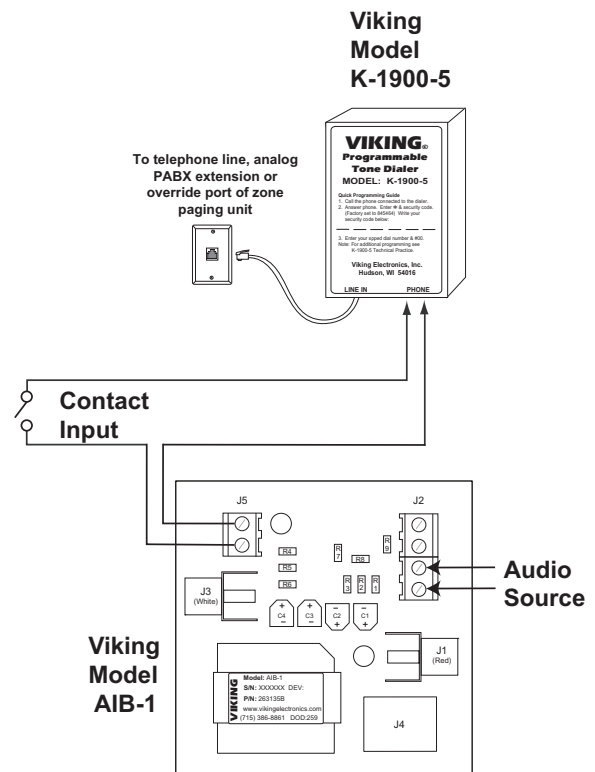 Viking
Model
K-1900-5
To telephone line, analog
PABX extension or
override port of zone
paging unit
VIKING®
Programmable
Tone Dialer
MODEL: K-1900-5
Quick Programming Guide
1. Call the phone connected to the dialer.
2. Answer phone. Enter ✱ & security code.
(Factory set to 845464) Write your
security code below:
3. Enter your spped dial number & #00.
Note: For additional programming see
K-1900-5 Technical Practice.
Viking Electronics, Inc.
Hudson, WI 54016
LINE IN PHONE
Contact
Input
J5
J2
R4
R5
R6
R7
R8
R9
R3 R2 R1
J3
(White)
+ C4 −
+ C3 −
− C2 +
− C1 +
Audio
Source
J1
(Red)
Viking
Model
AIB-1
VIKING
Model: AIB-1
S/N: XXXXXX DEV:
P/N: 263135B
www.vikingelectronics.com
(715) 386-8861 DOD:259
J4